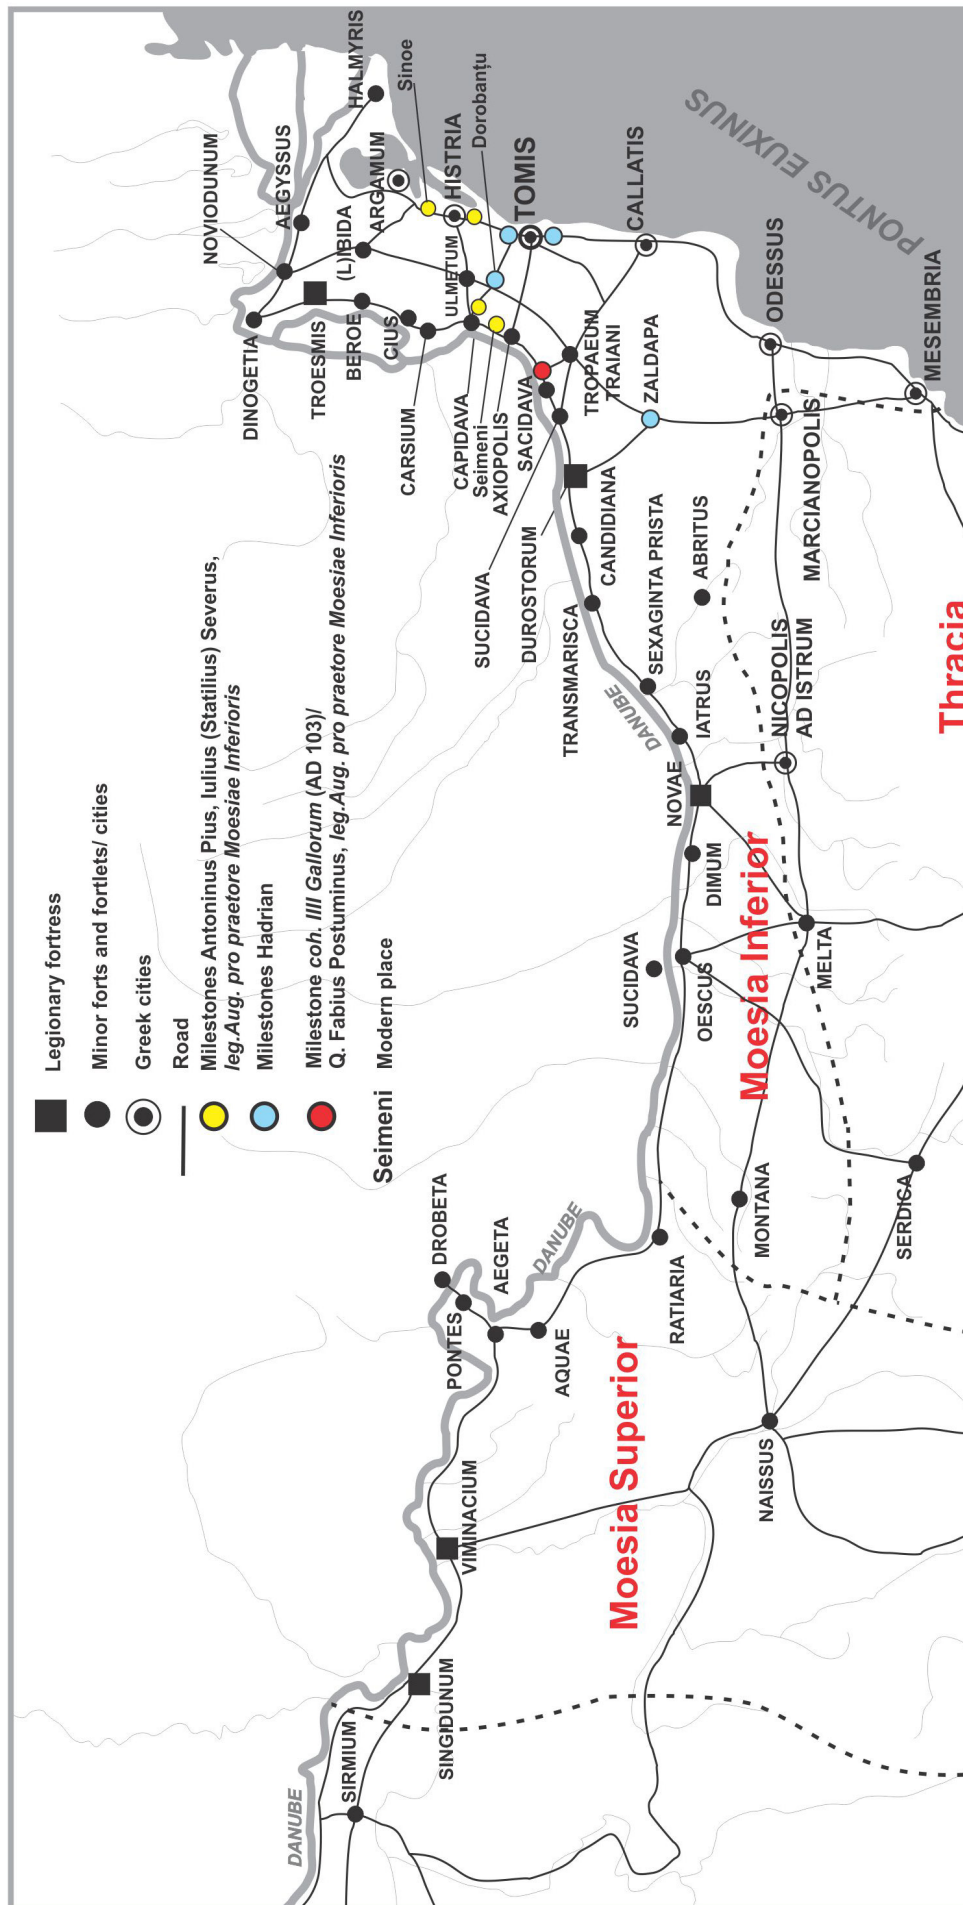 Legionary fortress
Minor forts and fortlets/ cities
Greek cities
Road
Milestones Antoninus Pius, Iulius (Statilius) Severus,
leg.Aug. pro praetore Moesiae Inferioris
Milestones Hadrian
Milestone coh. IIII Gallorum (AD 103)/
Q. Fabius Postuminus, leg.Aug. pro praetore Moesiae Inferioris
Seimeni Modern place
DANUBE
SIRMIUM
SINGIDUNUM
VIMINACIUM
PONTES
DROBETA
AEGETA
DANUBE
AQUAE
RATIARIA
Moesia Superior
NAISSUS
MONTANA
SERDICA
SUCIDAVA
OESCUS
MELTA
Moesia Inferior
DIMUM
NOVAE
DANUBE
IATRUS
NICOPOLIS
AD ISTRUM
SEXAGINTA PRISTA
ABRITUS
TRANSMARISCA
CANDIDIANA
DUROSTORUM
SUCIDAVA
SACIDAVA
AXIOPOLIS
Seimeni
CAPIDAVA
CARSIUM
CIUS
BEROE
TROESMIS
DINOGETIA
NOVIODUNUM
AEGYSSUS
HALMYRIS
(L)IBIDA
ARGAMUM
Sinoe
ULMETUM
HISTRIA
Dorobanțu
TOMIS
TROPAEUM
TRAIANI
ZALDAPA
CALLATIS
MARCIANOPOLIS
ODESSUS
MESEMBRIA
PONTUS EUXINUS
Thracia